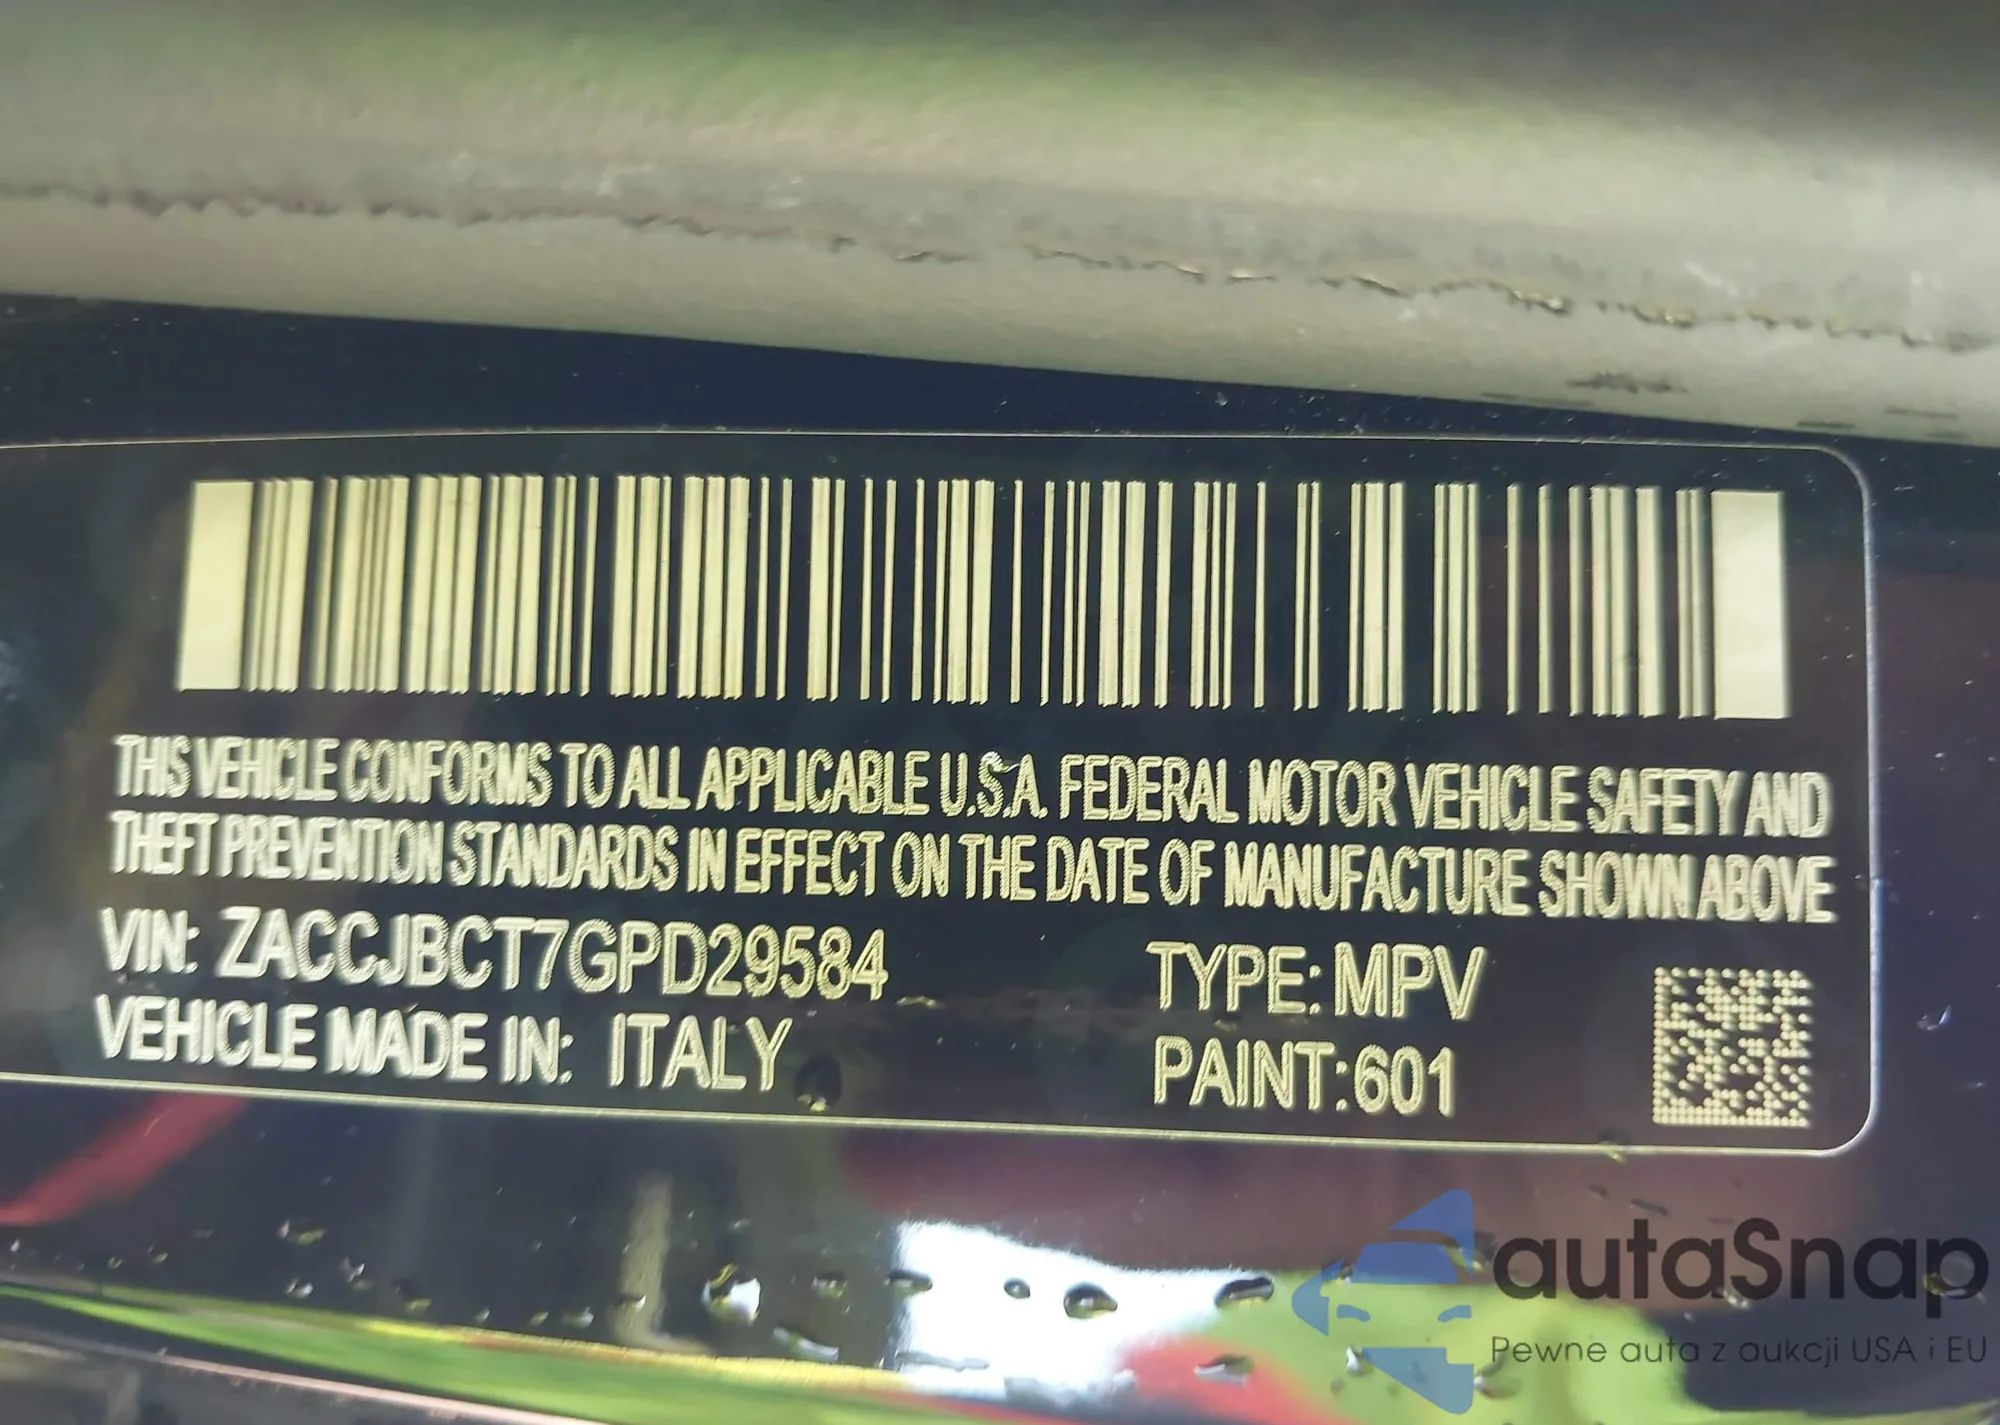 THIS VEHICLE CONFORMS TO ALL APPLICABLE U.S.A. FEDERAL MOTOR VEHICLE SAFETY AND
THEFT PREVENTION STANDARDS IN EFFECT ON THE DATE OF MANUFACTURE SHOWN ABOVE
VIN: ZACCJBCT7GPD29584 TYPE: MPV
VEHICLE MADE IN: ITALY PAINT:601
autaSnap
Pewne auta z aukcji USA i EU